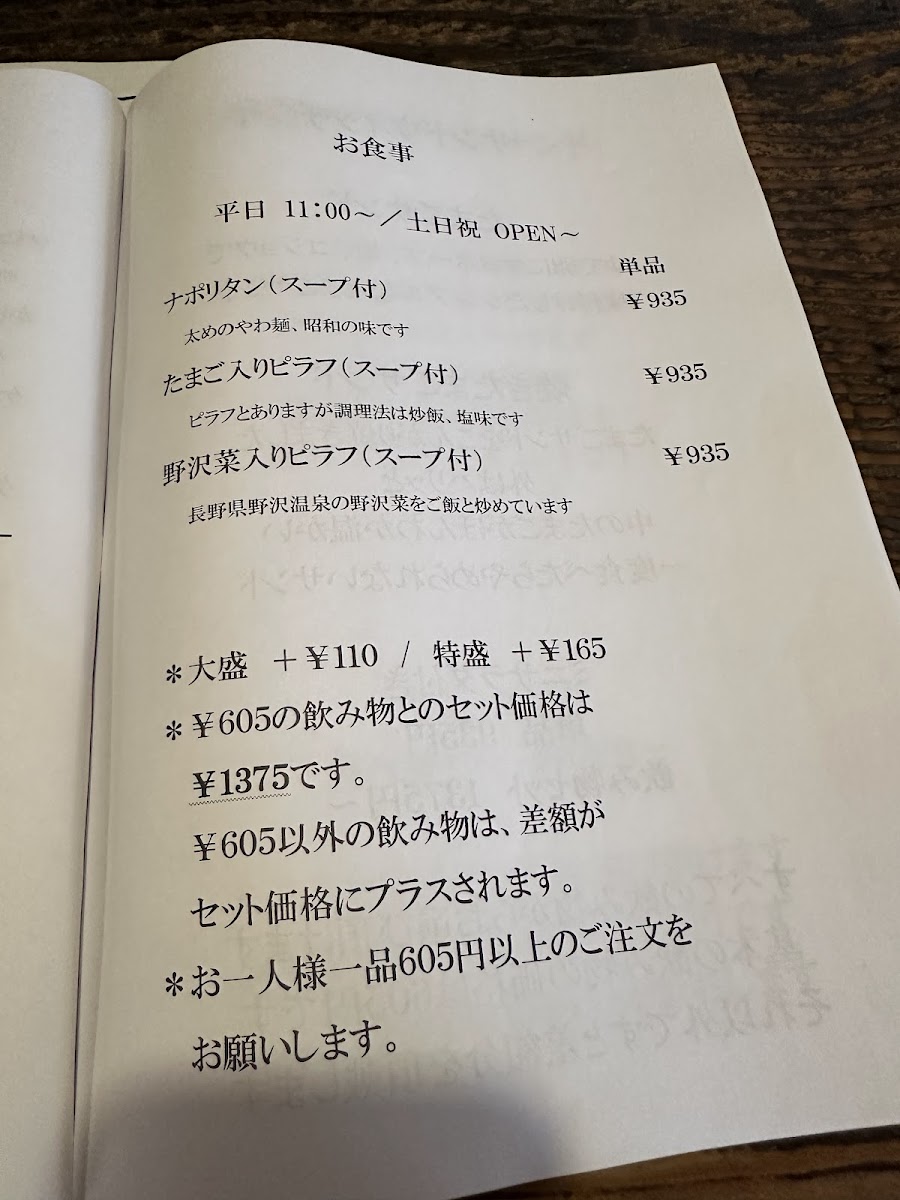 お食事
平日 11：00～／土日祝 OPEN～
単品
ナポリタン（スープ付） ￥935
太めのやわ麺、昭和の味です
たまご入りピラフ（スープ付） ￥935
ピラフとありますが調理法は炒飯、塩味です
野沢菜入りピラフ（スープ付） ￥935
長野県野沢温泉の野沢菜をご飯と炒めています
＊大盛 ＋￥110 / 特盛 ＋￥165
＊￥605の飲み物とのセット価格は
￥1375です。
￥605以外の飲み物は、差額が
セット価格にプラスされます。
＊お一人様一品605円以上のご注文を
お願いします。